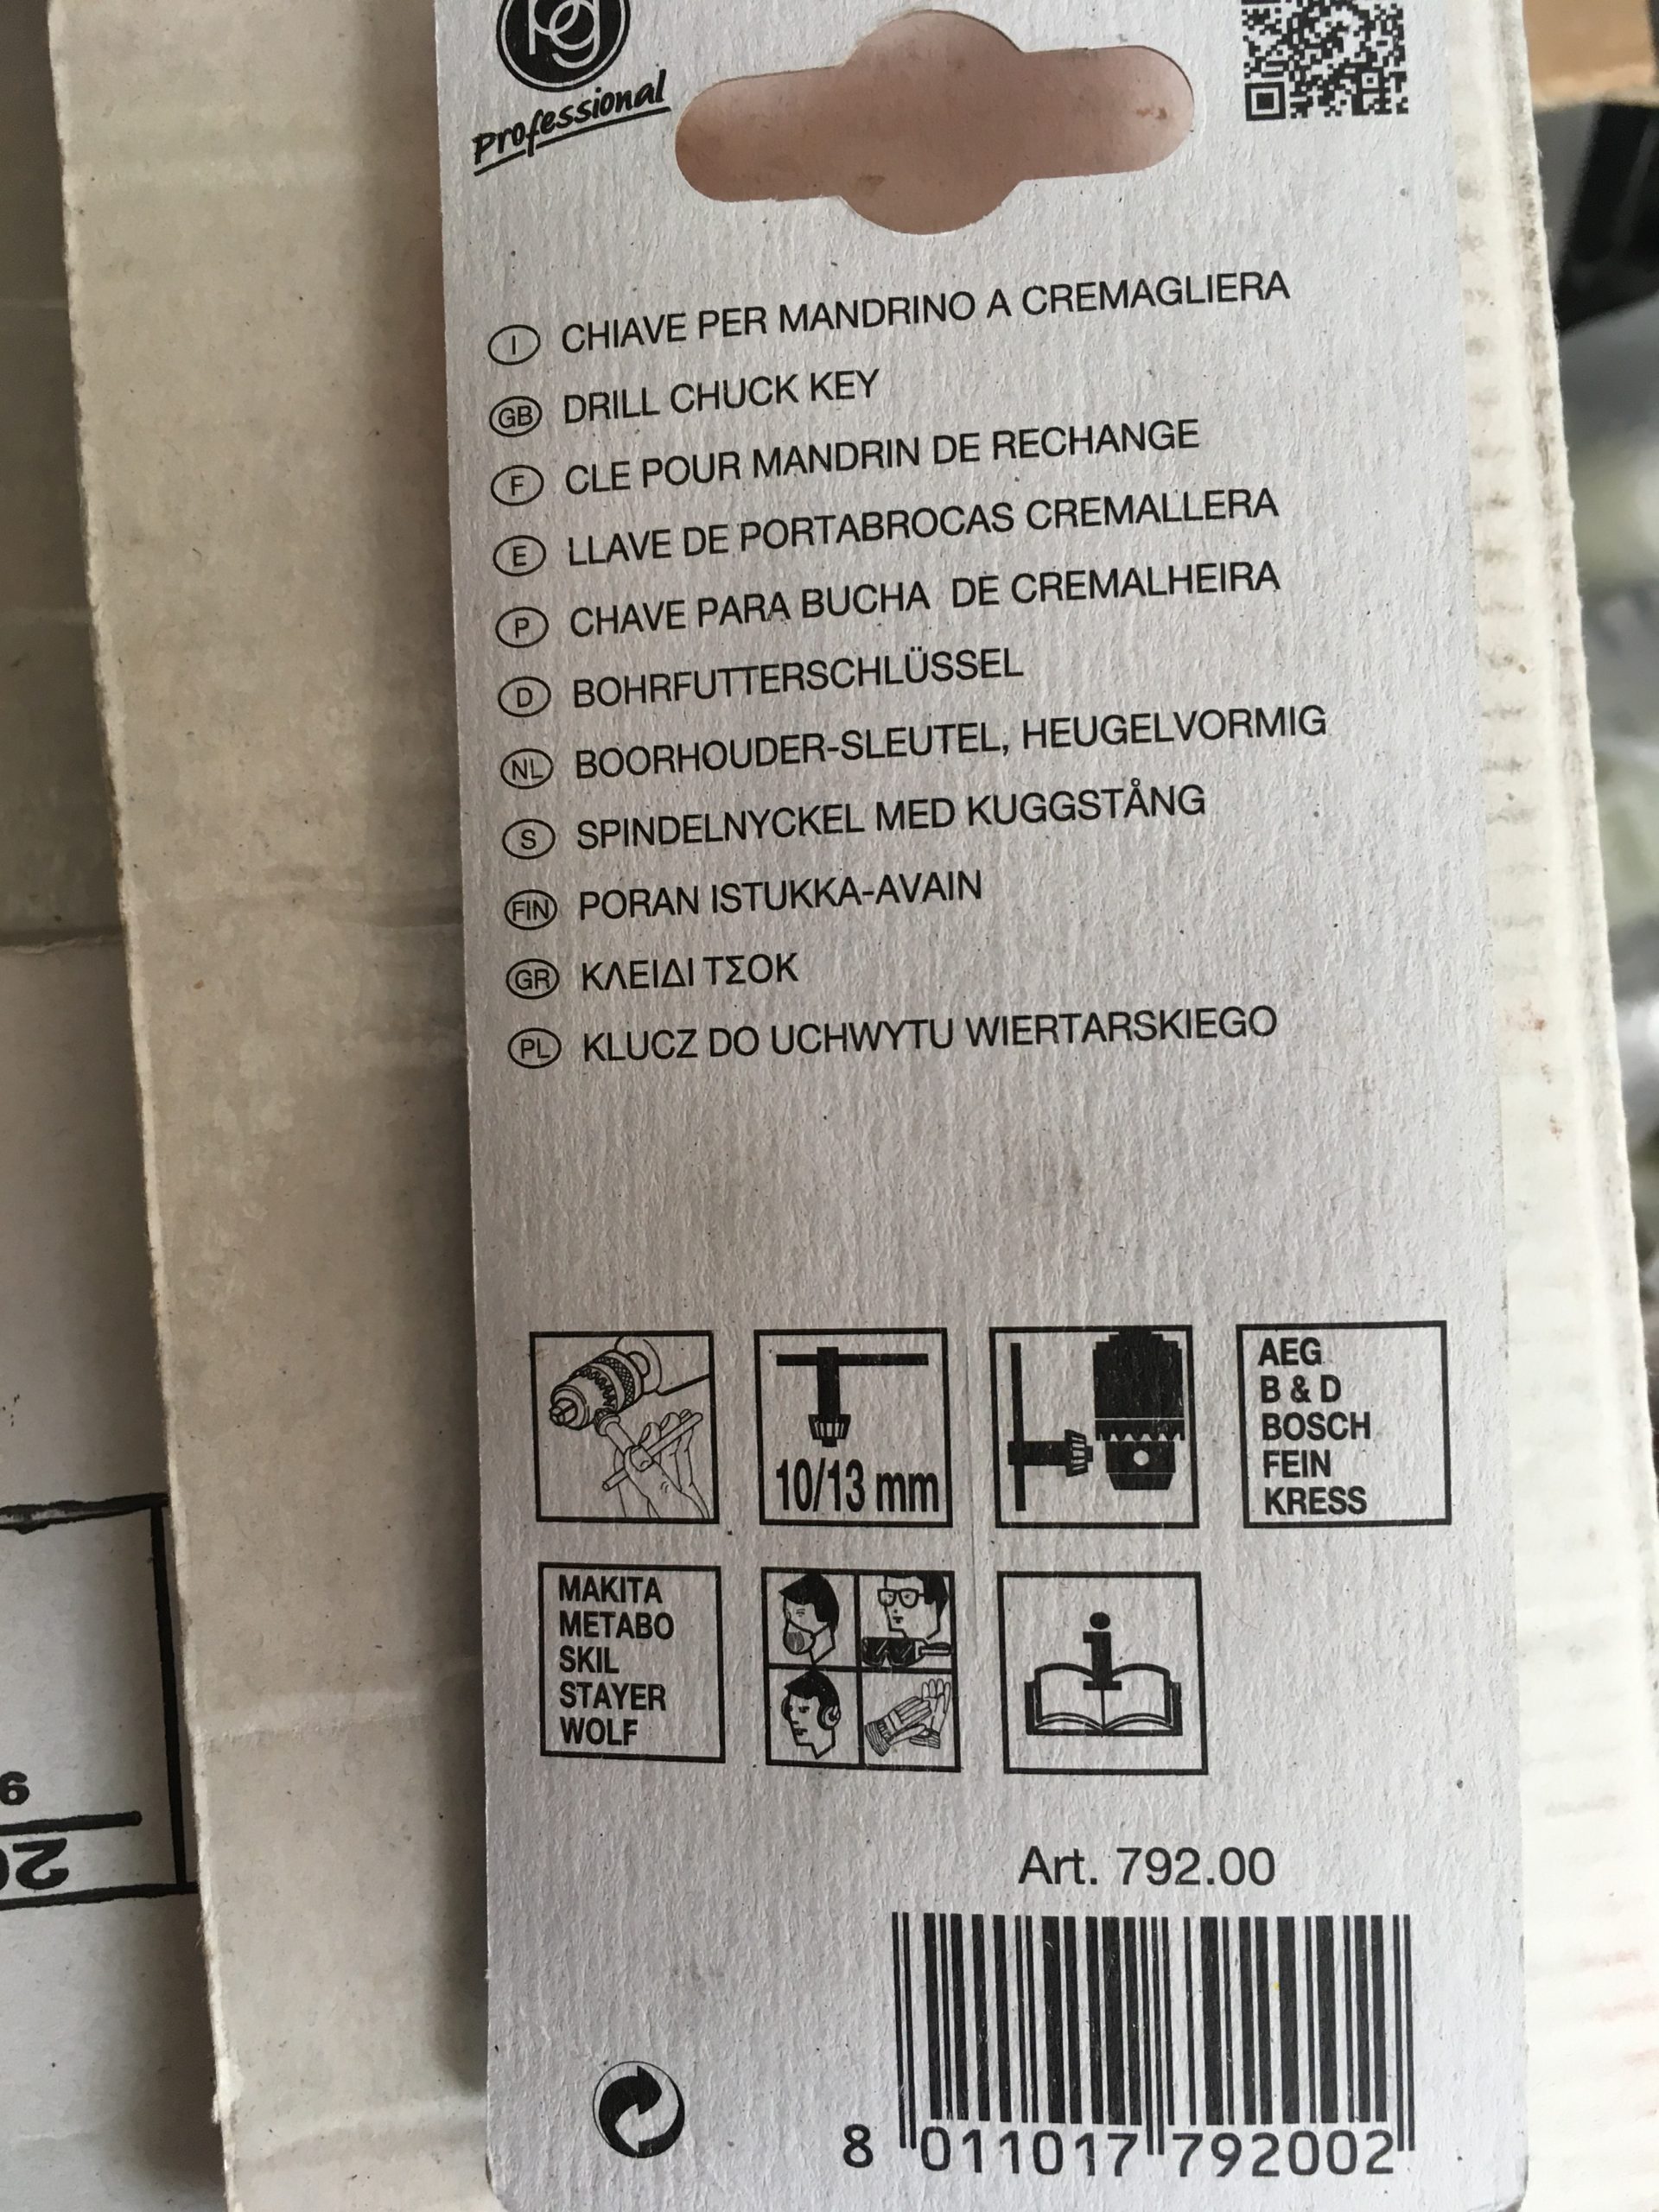 pg
Professional
I CHIAVE PER MANDRINO A CREMAGLIERA
GB DRILL CHUCK KEY
F CLE POUR MANDRIN DE RECHANGE
E LLAVE DE PORTABROCAS CREMALLERA
P CHAVE PARA BUCHA DE CREMALHEIRA
D BOHRFUTTERSCHLÜSSEL
NL BOORHOUDER-SLEUTEL, HEUGELVORMIG
S SPINDELNYCKEL MED KUGGSTÅNG
FIN PORAN ISTUKKA-AVAIN
GR ΚΛΕΙΔΙ ΤΣΟΚ
PL KLUCZ DO UCHWYTU WIERTARSKIEGO
10/13 mm
AEG
B & D
BOSCH
FEIN
KRESS
MAKITA
METABO
SKIL
STAYER
WOLF
i
Art. 792.00
8 011017 792002